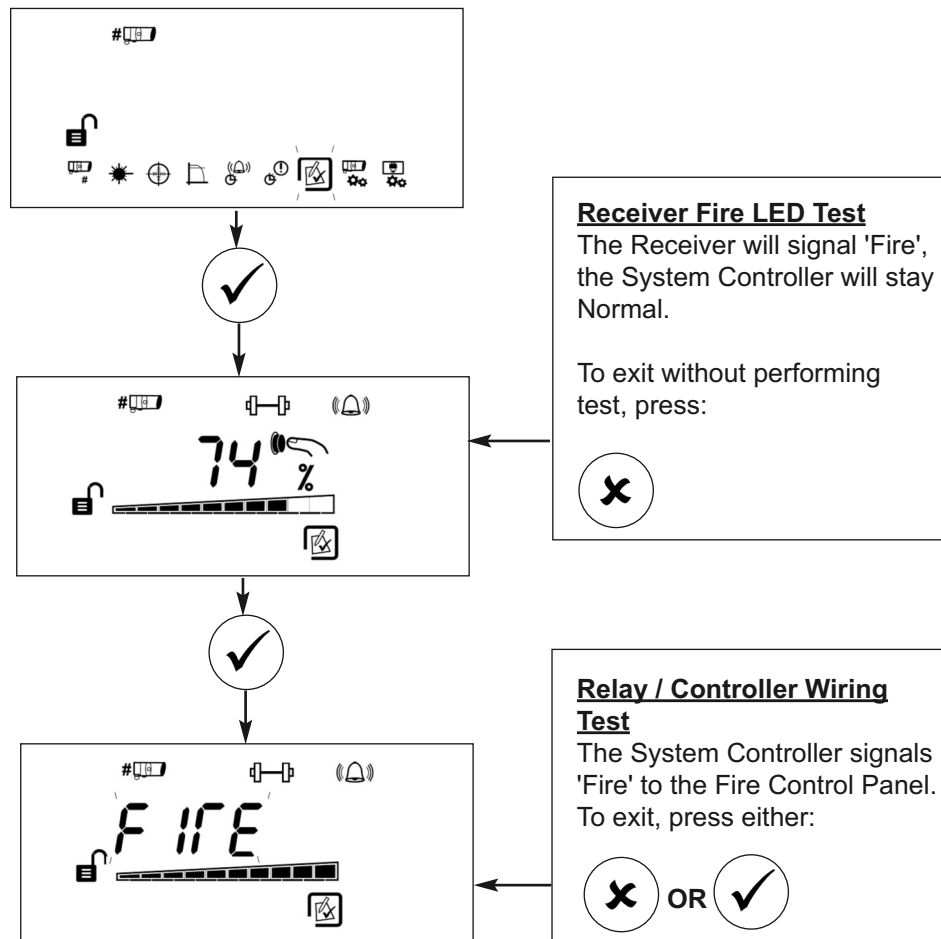 #
#
Receiver Fire LED Test
The Receiver will signal 'Fire',
the System Controller will stay
Normal.
To exit without performing
test, press:
#
74
%
Relay / Controller Wiring
Test
The System Controller signals
'Fire' to the Fire Control Panel.
To exit, press either:
OR
#
FIrE